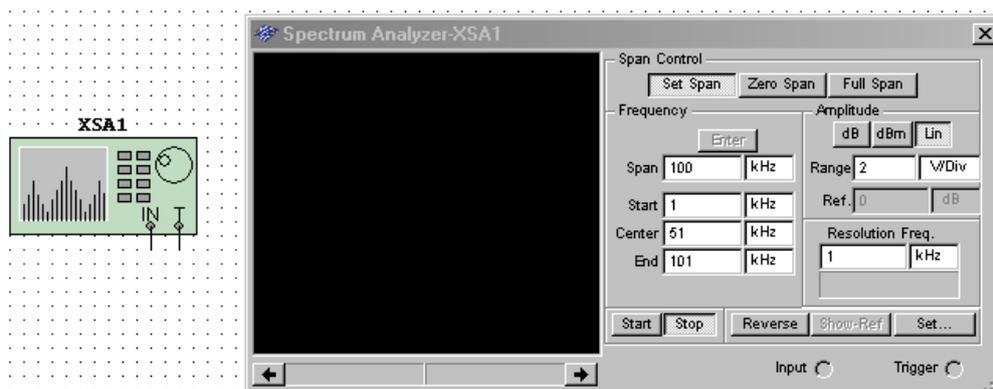 Spectrum Analyzer-XSA1
XSA1
IN T
Span Control
Set Span Zero Span Full Span
Frequency
Enter
Span 100 kHz
Start 1 kHz
Center 51 kHz
End 101 kHz
Amplitude
dB dBm Lin
Range 2 V/Div
Ref. 0 dB
Resolution Freq.
1 kHz
Start Stop Reverse Show-Ref Set...
Input Trigger